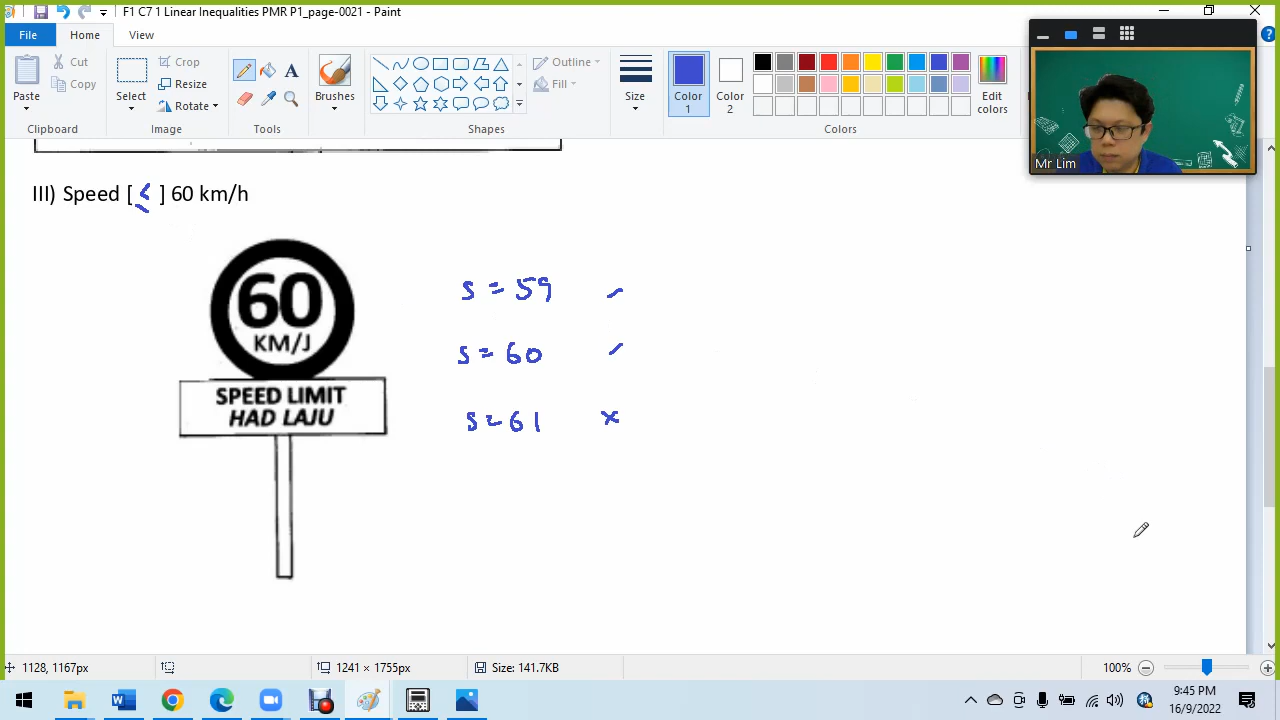 F1 C7 1 Linear Inequalities PMR P1_page-0021 - Paint
File Home View
Paste
Cut
Copy
Clipboard
Select
Crop
Resize
Rotate
Image
Tools
Brushes
Shapes
Outline
Fill
Size
Color 1
Color 2
Edit colors
Colors
Mr Lim
III) Speed [ ≤ ] 60 km/h
60
KM/J
SPEED LIMIT
HAD LAJU
s = 59 ✓
s = 60 ✓
s = 61 ×
1128, 1167px
1241 × 1755px
Size: 141.7KB
100%
9:45 PM
16/9/2022